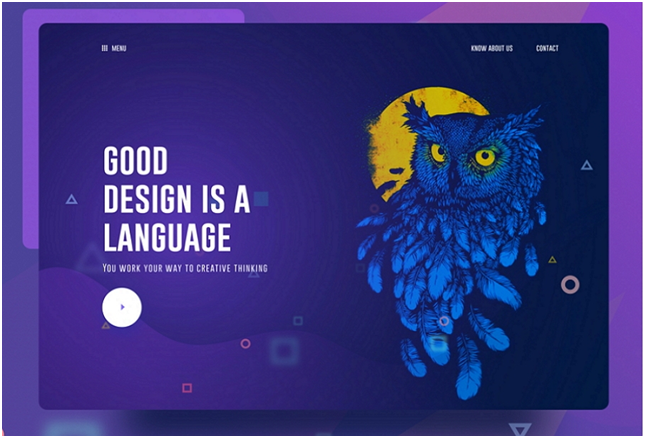 MENU
KNOW ABOUT US
CONTACT
GOOD
DESIGN IS A
LANGUAGE
YOU WORK YOUR WAY TO CREATIVE THINKING